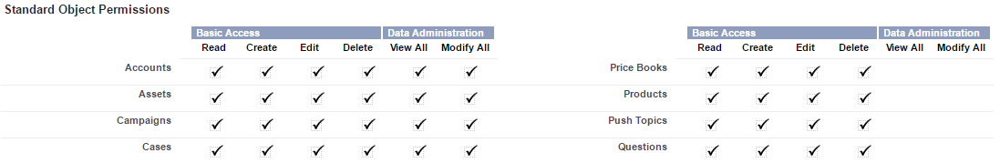 Standard Object Permissions
Basic Access Data Administration Basic Access Data Administration
Read Create Edit Delete View All Modify All Read Create Edit Delete View All Modify All
Accounts Price Books
Assets Products
Campaigns Push Topics
Cases Questions